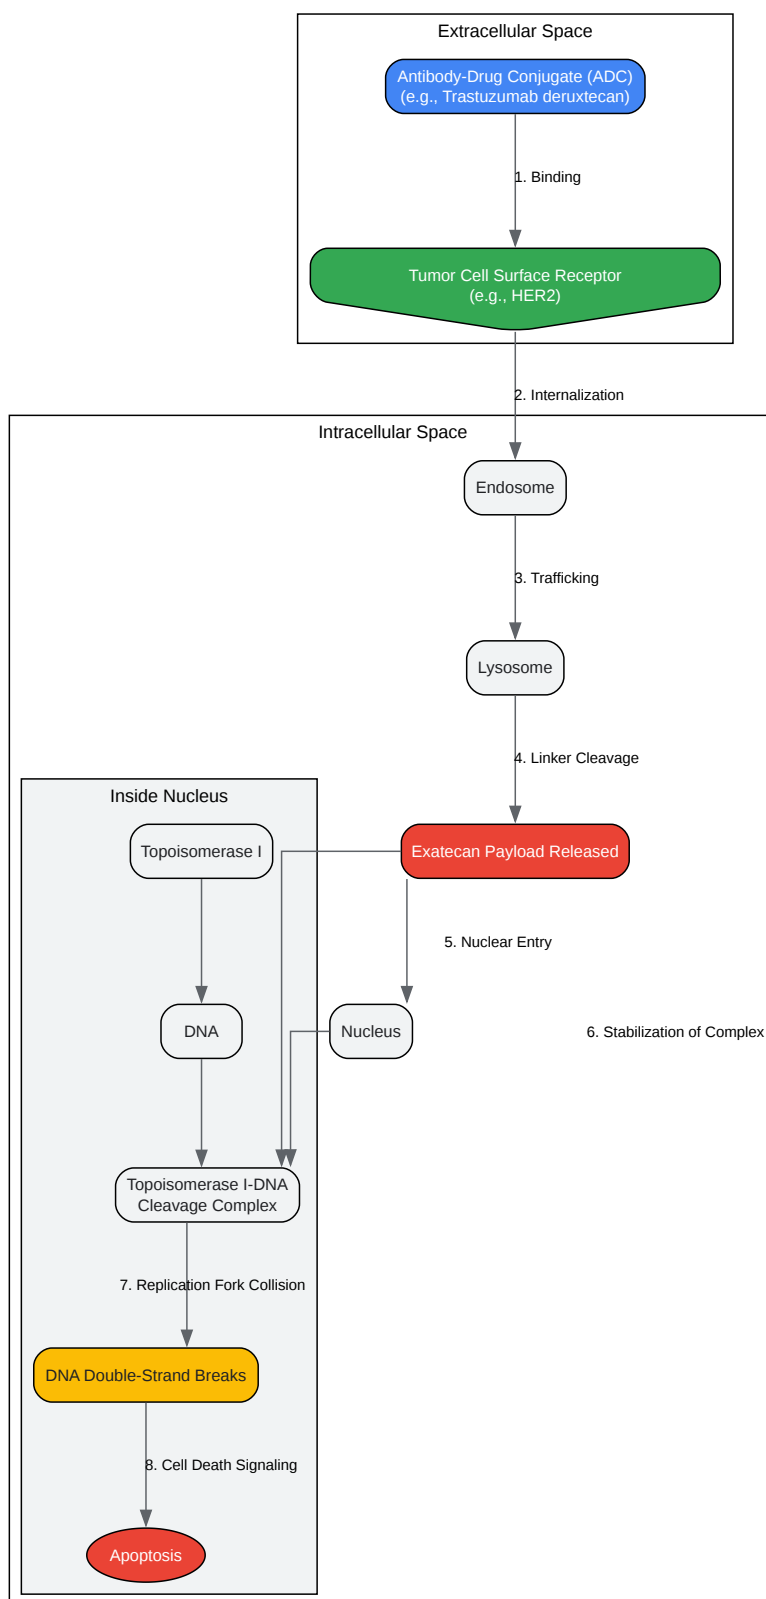 Extracellular Space
Antibody-Drug Conjugate (ADC)
(e.g., Trastuzumab deruxtecan)
1. Binding
Tumor Cell Surface Receptor
(e.g., HER2)
2. Internalization
Intracellular Space
Endosome
3. Trafficking
Lysosome
4. Linker Cleavage
Inside Nucleus
Topoisomerase I
Exatecan Payload Released
5. Nuclear Entry
DNA
Nucleus
6. Stabilization of Complex
Topoisomerase I-DNA
Cleavage Complex
7. Replication Fork Collision
DNA Double-Strand Breaks
8. Cell Death Signaling
Apoptosis